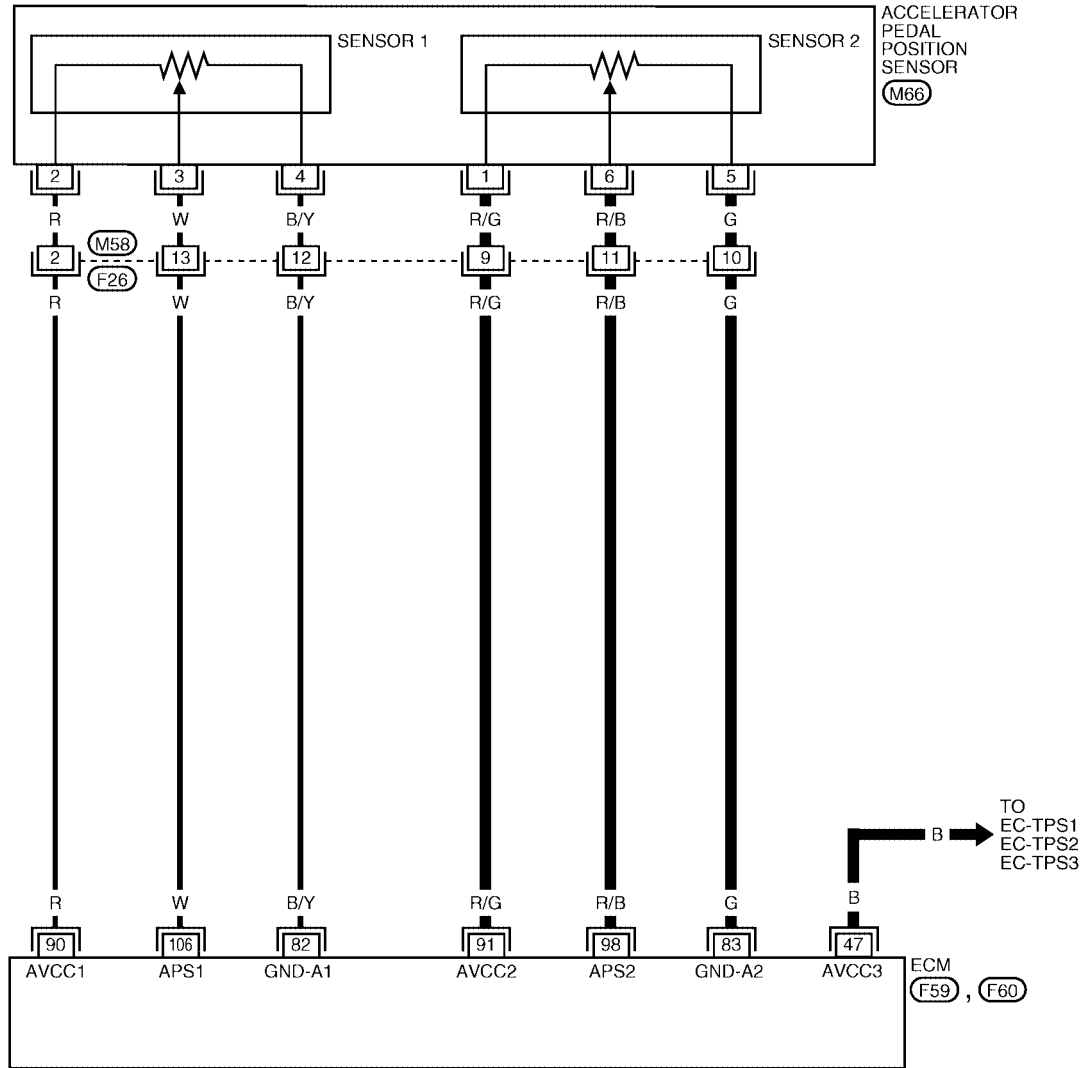 ACCELERATOR
PEDAL
POSITION
SENSOR
M66
SENSOR 1
SENSOR 2
2 3 4 1 6 5
R W B/Y R/G R/B G
M58
2 13 12 9 11 10
F26
R W B/Y R/G R/B G
TO
EC-TPS1
EC-TPS2
EC-TPS3
B
R W B/Y R/G R/B G B
90 106 82 91 98 83 47
AVCC1 APS1 GND-A1 AVCC2 APS2 GND-A2 AVCC3
ECM
F59 , F60